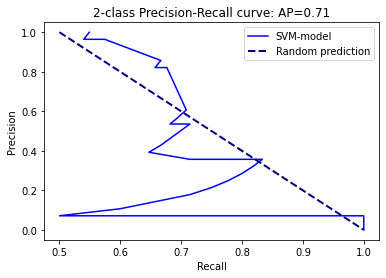 2-class Precision-Recall curve: AP=0.71
SVM-model
Random prediction
1.0
0.8
0.6
0.4
0.2
0.0
Precision
0.5
0.6
0.7
0.8
0.9
1.0
Recall